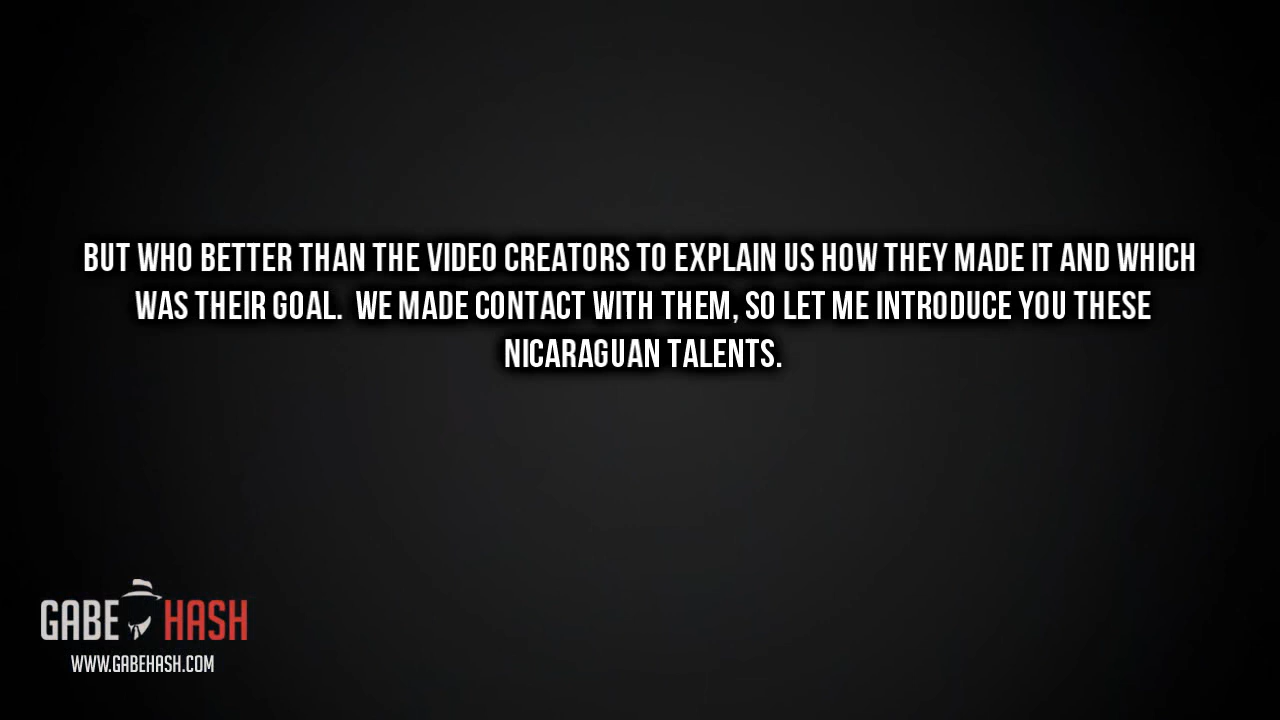 BUT WHO BETTER THAN THE VIDEO CREATORS TO EXPLAIN US HOW THEY MADE IT AND WHICH
WAS THEIR GOAL. WE MADE CONTACT WITH THEM, SO LET ME INTRODUCE YOU THESE
NICARAGUAN TALENTS.
GABE HASH
WWW.GABEHASH.COM